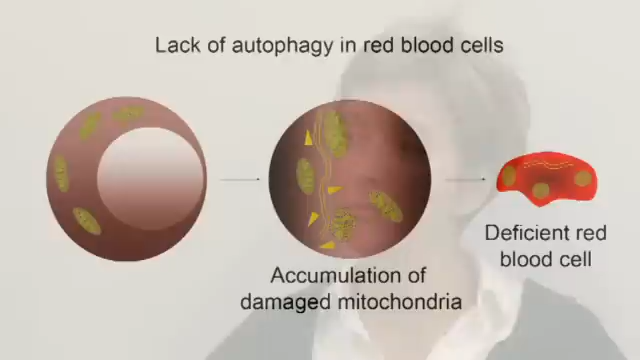 Lack of autophagy in red blood cells
Accumulation of
damaged mitochondria
Deficient red
blood cell